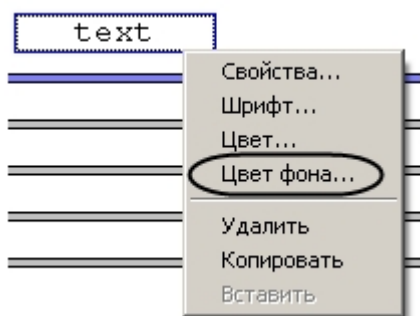 text
Свойства...
Шрифт...
Цвет...
Цвет фона...
Удалить
Копировать
Вставить